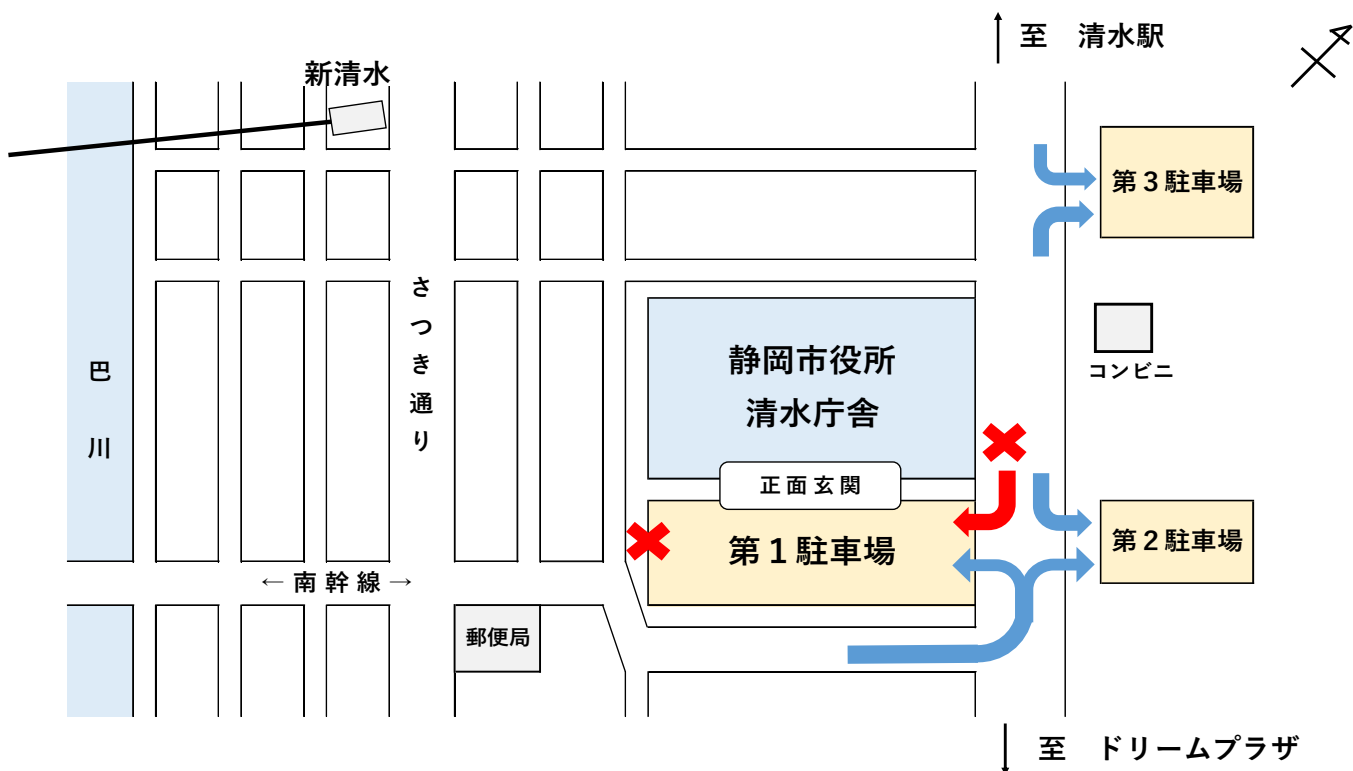 ↑ 至 清水駅
新清水
第3駐車場
さつき通り
静岡市役所
清水庁舎
コンビニ
巴川
正面玄関
第1駐車場
第2駐車場
← 南幹線 →
郵便局
↓ 至 ドリームプラザ